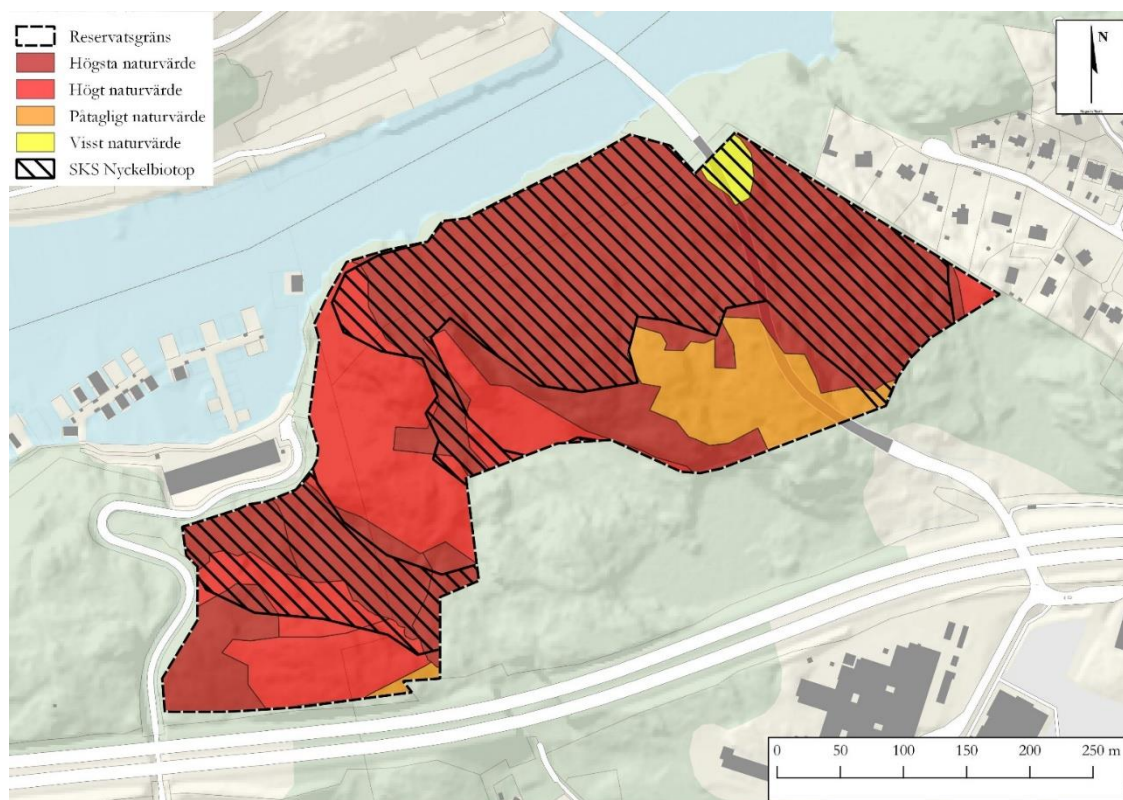 Reservatsgräns
Högsta naturvärde
Högt naturvärde
Påtagligt naturvärde
Visst naturvärde
SKS Nyckelbiotop
N
0 50 100 150 200 250 m